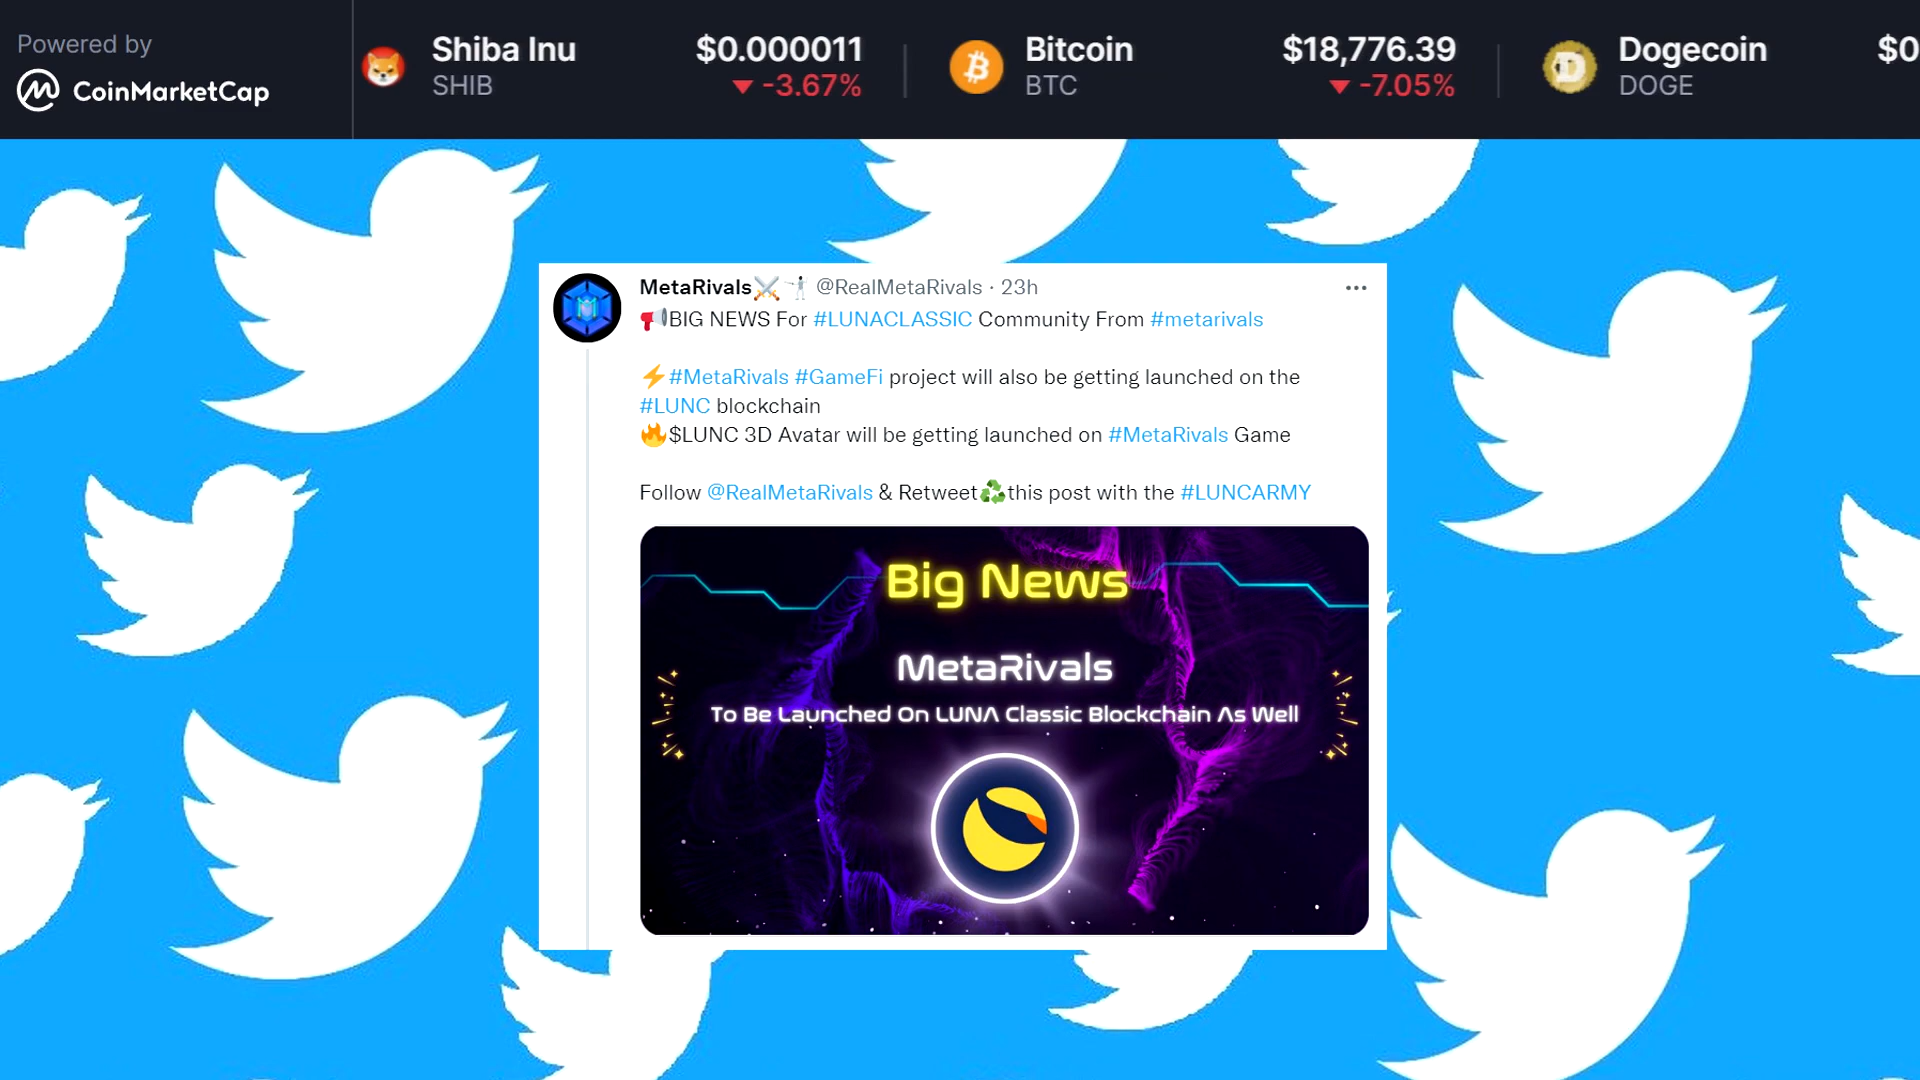 Powered by
CoinMarketCap
Shiba Inu
SHIB
$0.000011
▼ -3.67%
Bitcoin
BTC
$18,776.39
▼ -7.05%
Dogecoin
DOGE
$0
MetaRivals⚔️🤺 @RealMetaRivals · 23h
📢BIG NEWS For #LUNACLASSIC Community From #metarivals
⚡#MetaRivals #GameFi project will also be getting launched on the
#LUNC blockchain
🔥$LUNC 3D Avatar will be getting launched on #MetaRivals Game
Follow @RealMetaRivals & Retweet♻️this post with the #LUNCARMY
Big News
MetaRivals
To Be Launched On LUNA Classic Blockchain As Well